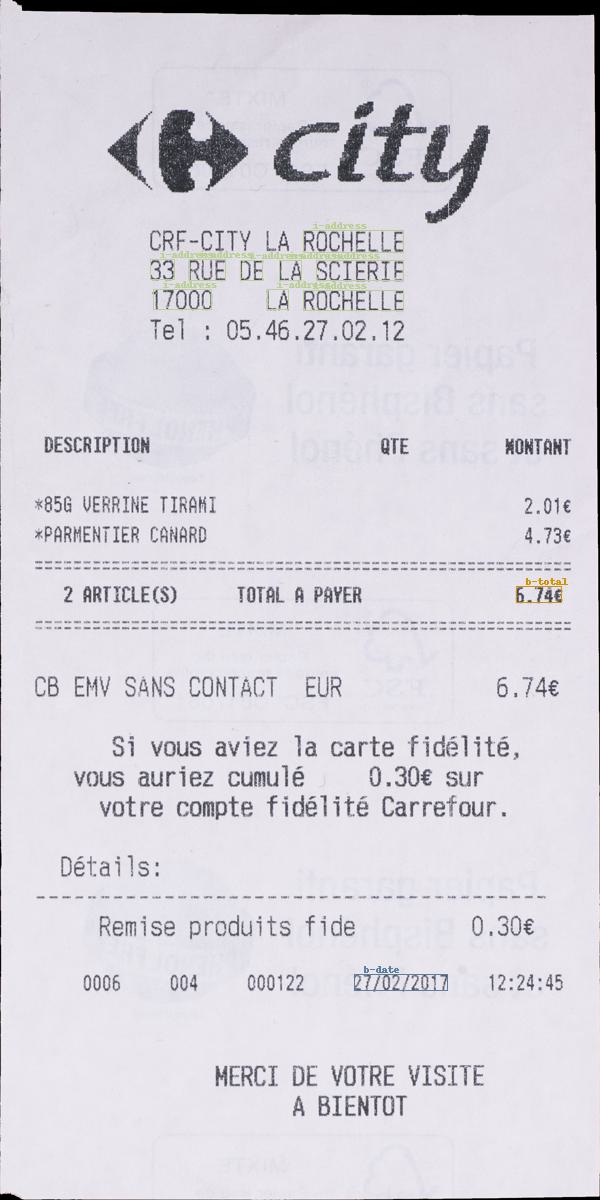 city
CRF-CITY LA ROCHELLE
33 RUE DE LA SCIERIE
17000 LA ROCHELLE
Tel : 05.46.27.02.12
DESCRIPTION QTE MONTANT
*85G VERRINE TIRAMI 2.01€
*PARMENTIER CANARD 4.73€
2 ARTICLE(S) TOTAL A PAYER 6.74€
CB EMV SANS CONTACT EUR 6.74€
Si vous aviez la carte fidélité,
vous auriez cumulé 0.30€ sur
votre compte fidélité Carrefour.
Détails:
Remise produits fide 0.30€
0006 004 000122 27/02/2017 12:24:45
MERCI DE VOTRE VISITE
A BIENTOT
b-total
b-date
i-address